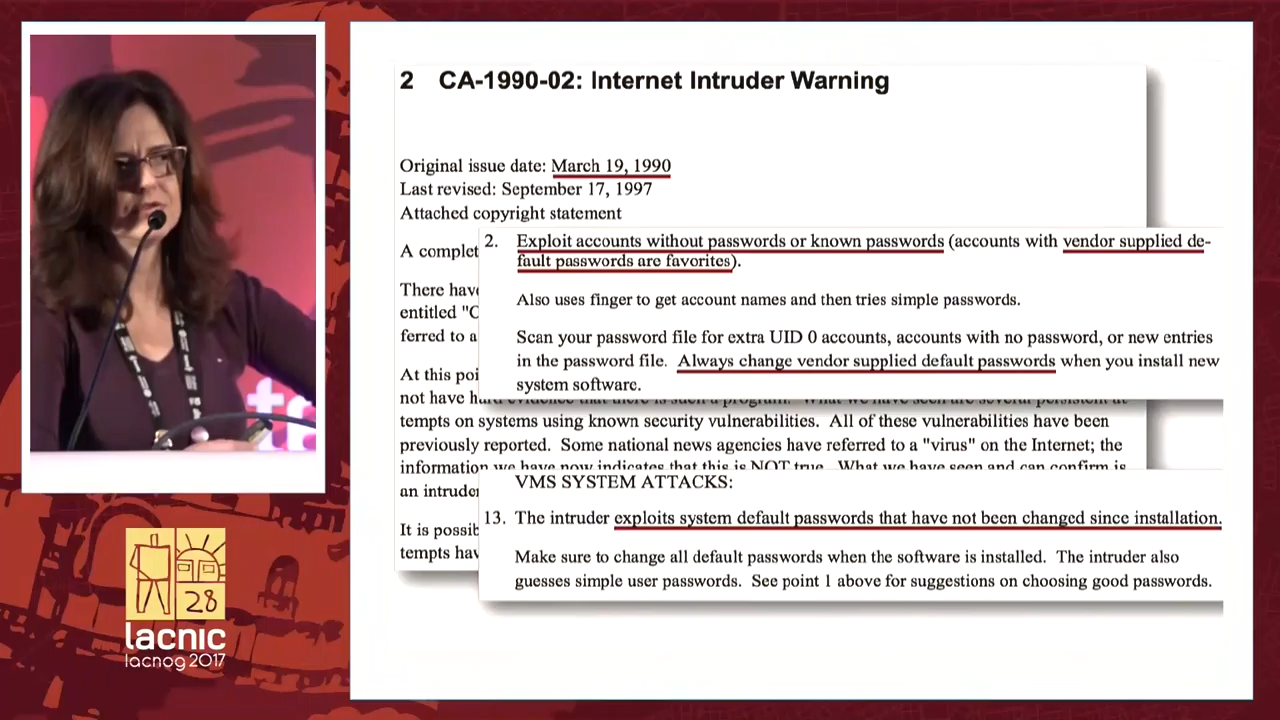 2 CA-1990-02: Internet Intruder Warning
Original issue date: March 19, 1990
Last revised: September 17, 1997
Attached copyright statement
A complet
There have
entitled "C
ferred to a
At this poi
not have hard evidence that there is such a program. What we have seen are several persistent at
tempts on systems using known security vulnerabilities. All of these vulnerabilities have been
previously reported. Some national news agencies have referred to a "virus" on the Internet; the
information we have now indicates that this is NOT true. What we have seen and can confirm is
an intruder
It is possib
tempts hav
2. Exploit accounts without passwords or known passwords (accounts with vendor supplied de-
fault passwords are favorites).
Also uses finger to get account names and then tries simple passwords.
Scan your password file for extra UID 0 accounts, accounts with no password, or new entries
in the password file. Always change vendor supplied default passwords when you install new
system software.
VMS SYSTEM ATTACKS:
13. The intruder exploits system default passwords that have not been changed since installation.
Make sure to change all default passwords when the software is installed. The intruder also
guesses simple user passwords. See point 1 above for suggestions on choosing good passwords.
28
lacnic
lacnog 2017